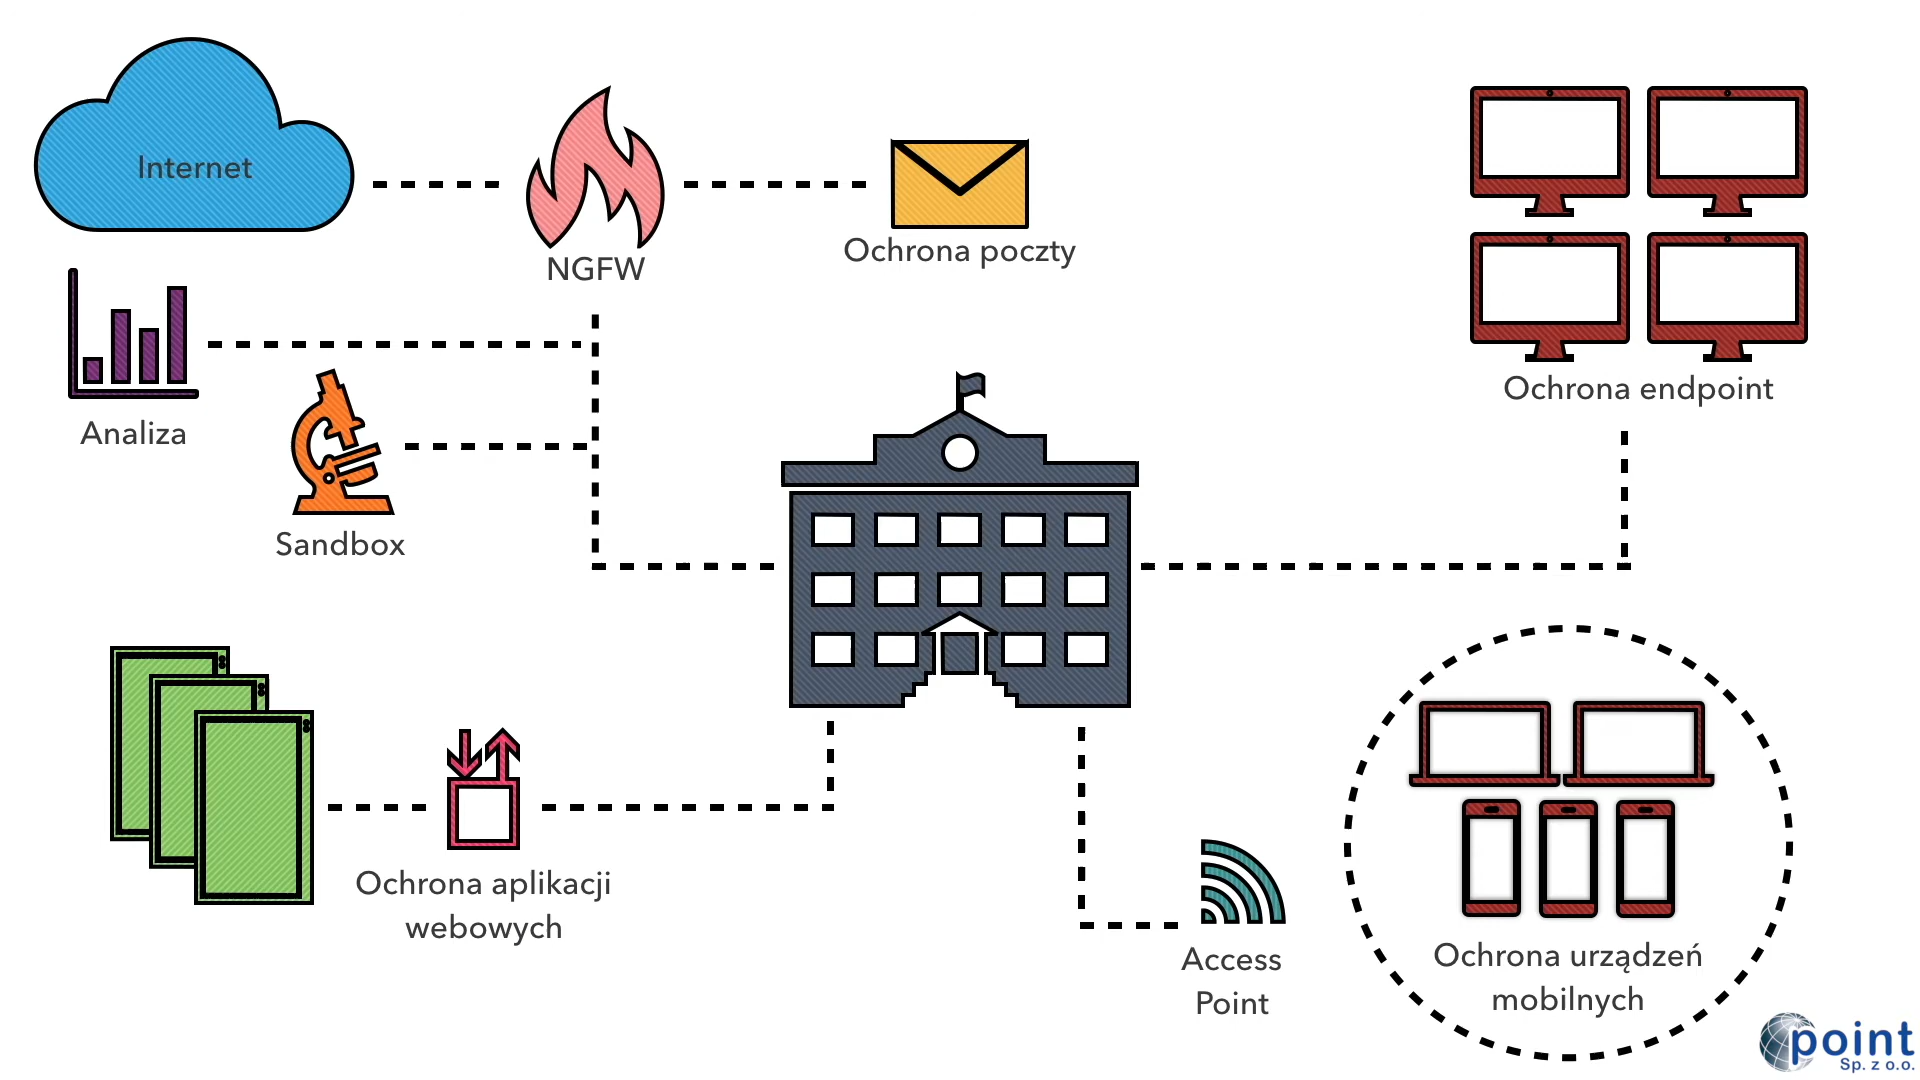 Internet
NGFW
Ochrona poczty
Analiza
Sandbox
Ochrona endpoint
Ochrona aplikacji
webowych
Access
Point
Ochrona urządzeń
mobilnych
point
Sp. z o.o.